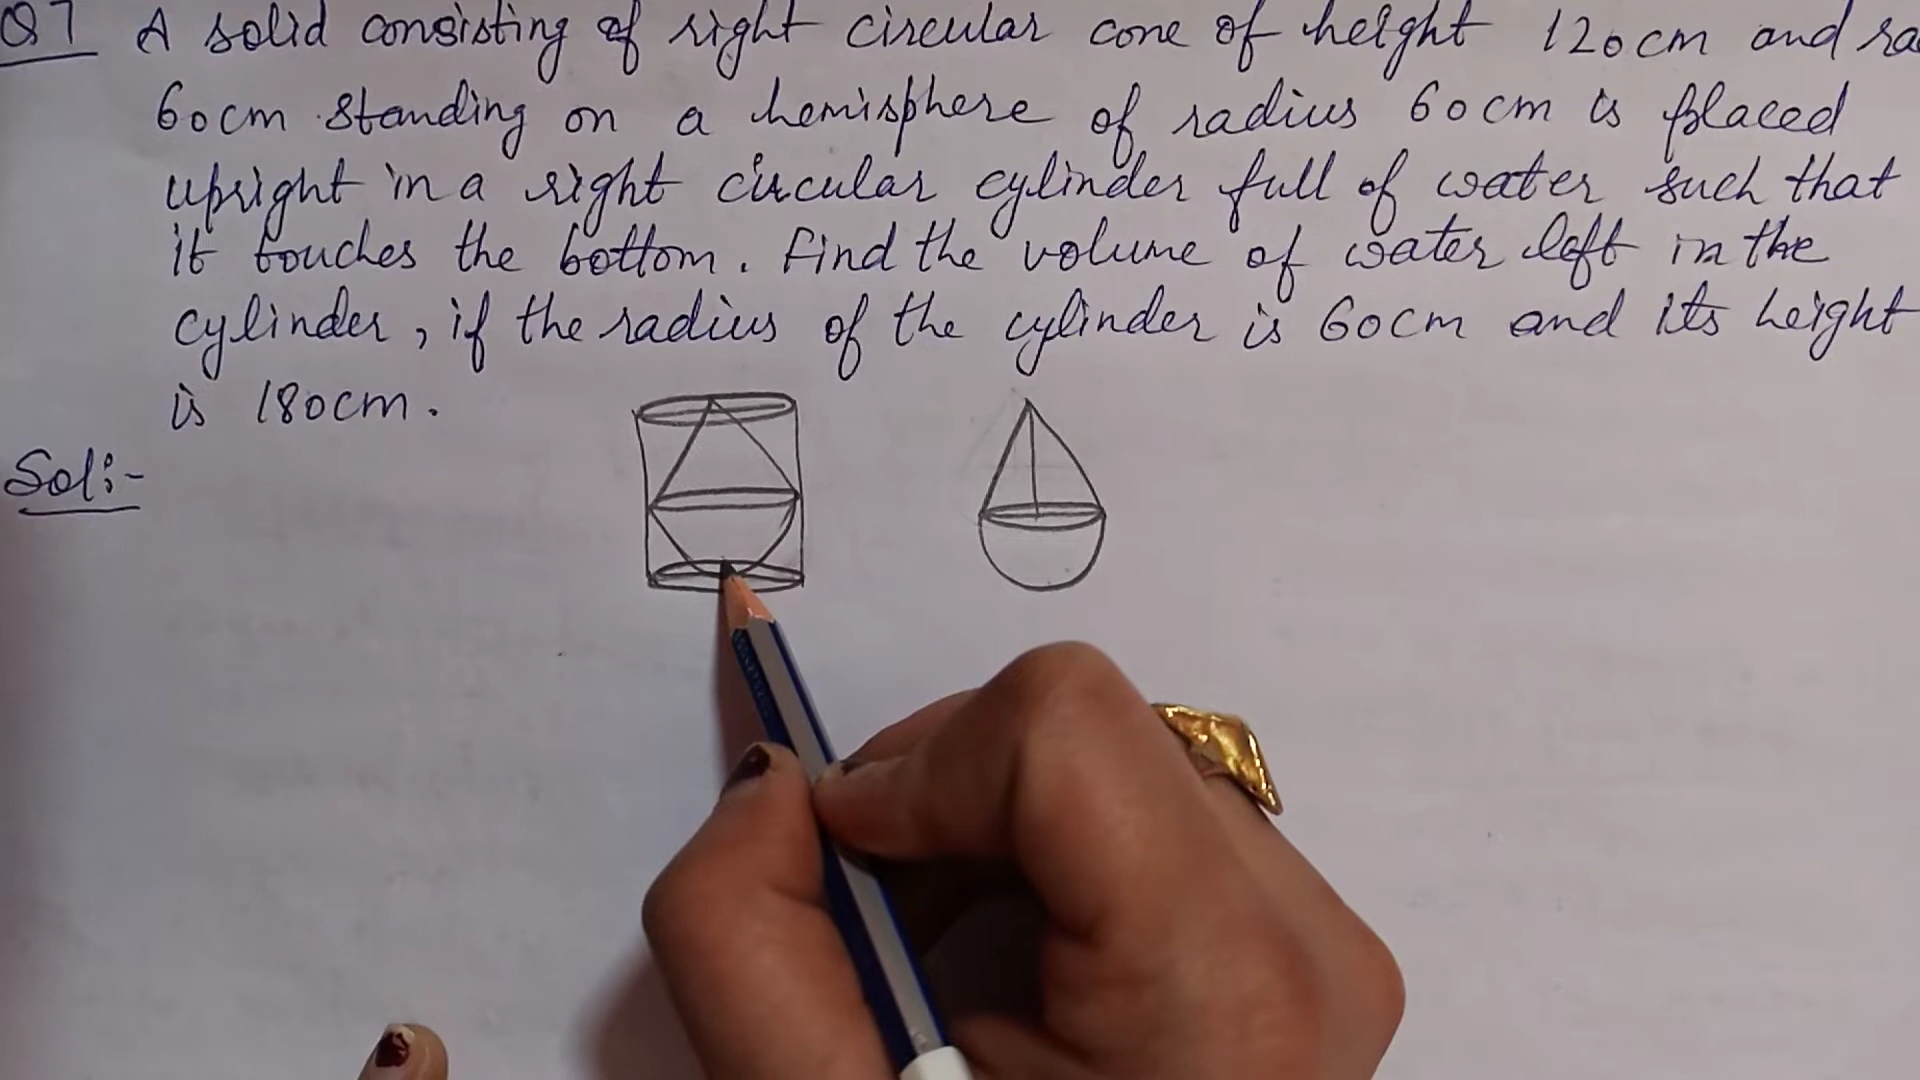 Q7 A solid consisting of right circular cone of height 120cm and
60cm standing on a hemisphere of radius 60cm is placed
upright in a right circular cylinder full of water such that
it touches the bottom. Find the volume of water left in the
cylinder, if the radius of the cylinder is 60cm and its height
is 180cm.
Sol:-